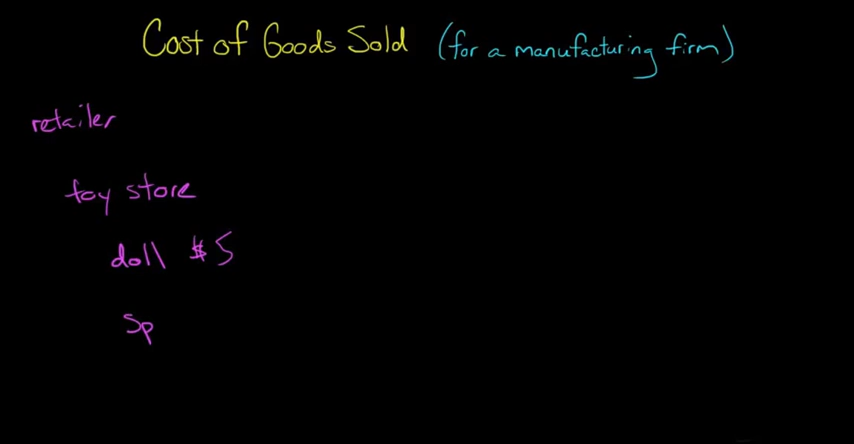 Cost of Goods Sold (for a manufacturing firm)
retailer
toy store
doll $5
Sp